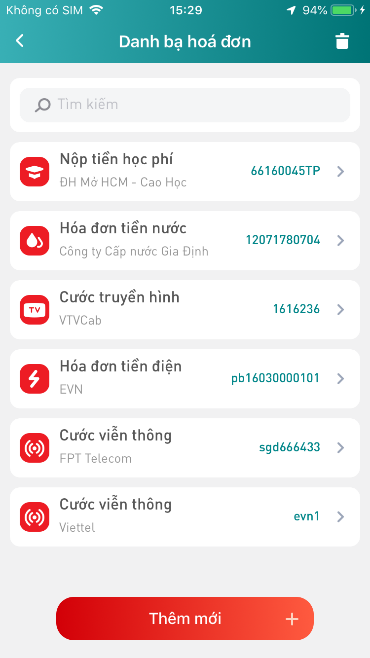 Không có SIM 15:29 94%
Danh bạ hoá đơn
Tìm kiếm
Nộp tiền học phí
ĐH Mở HCM - Cao Học
66160045TP
Hóa đơn tiền nước
Công ty Cấp nước Gia Định
12071780704
TV
Cước truyền hình
VTVCab
1616236
Hóa đơn tiền điện
EVN
pb16030000101
Cước viễn thông
FPT Telecom
sgd666433
Cước viễn thông
Viettel
evn1
Thêm mới +